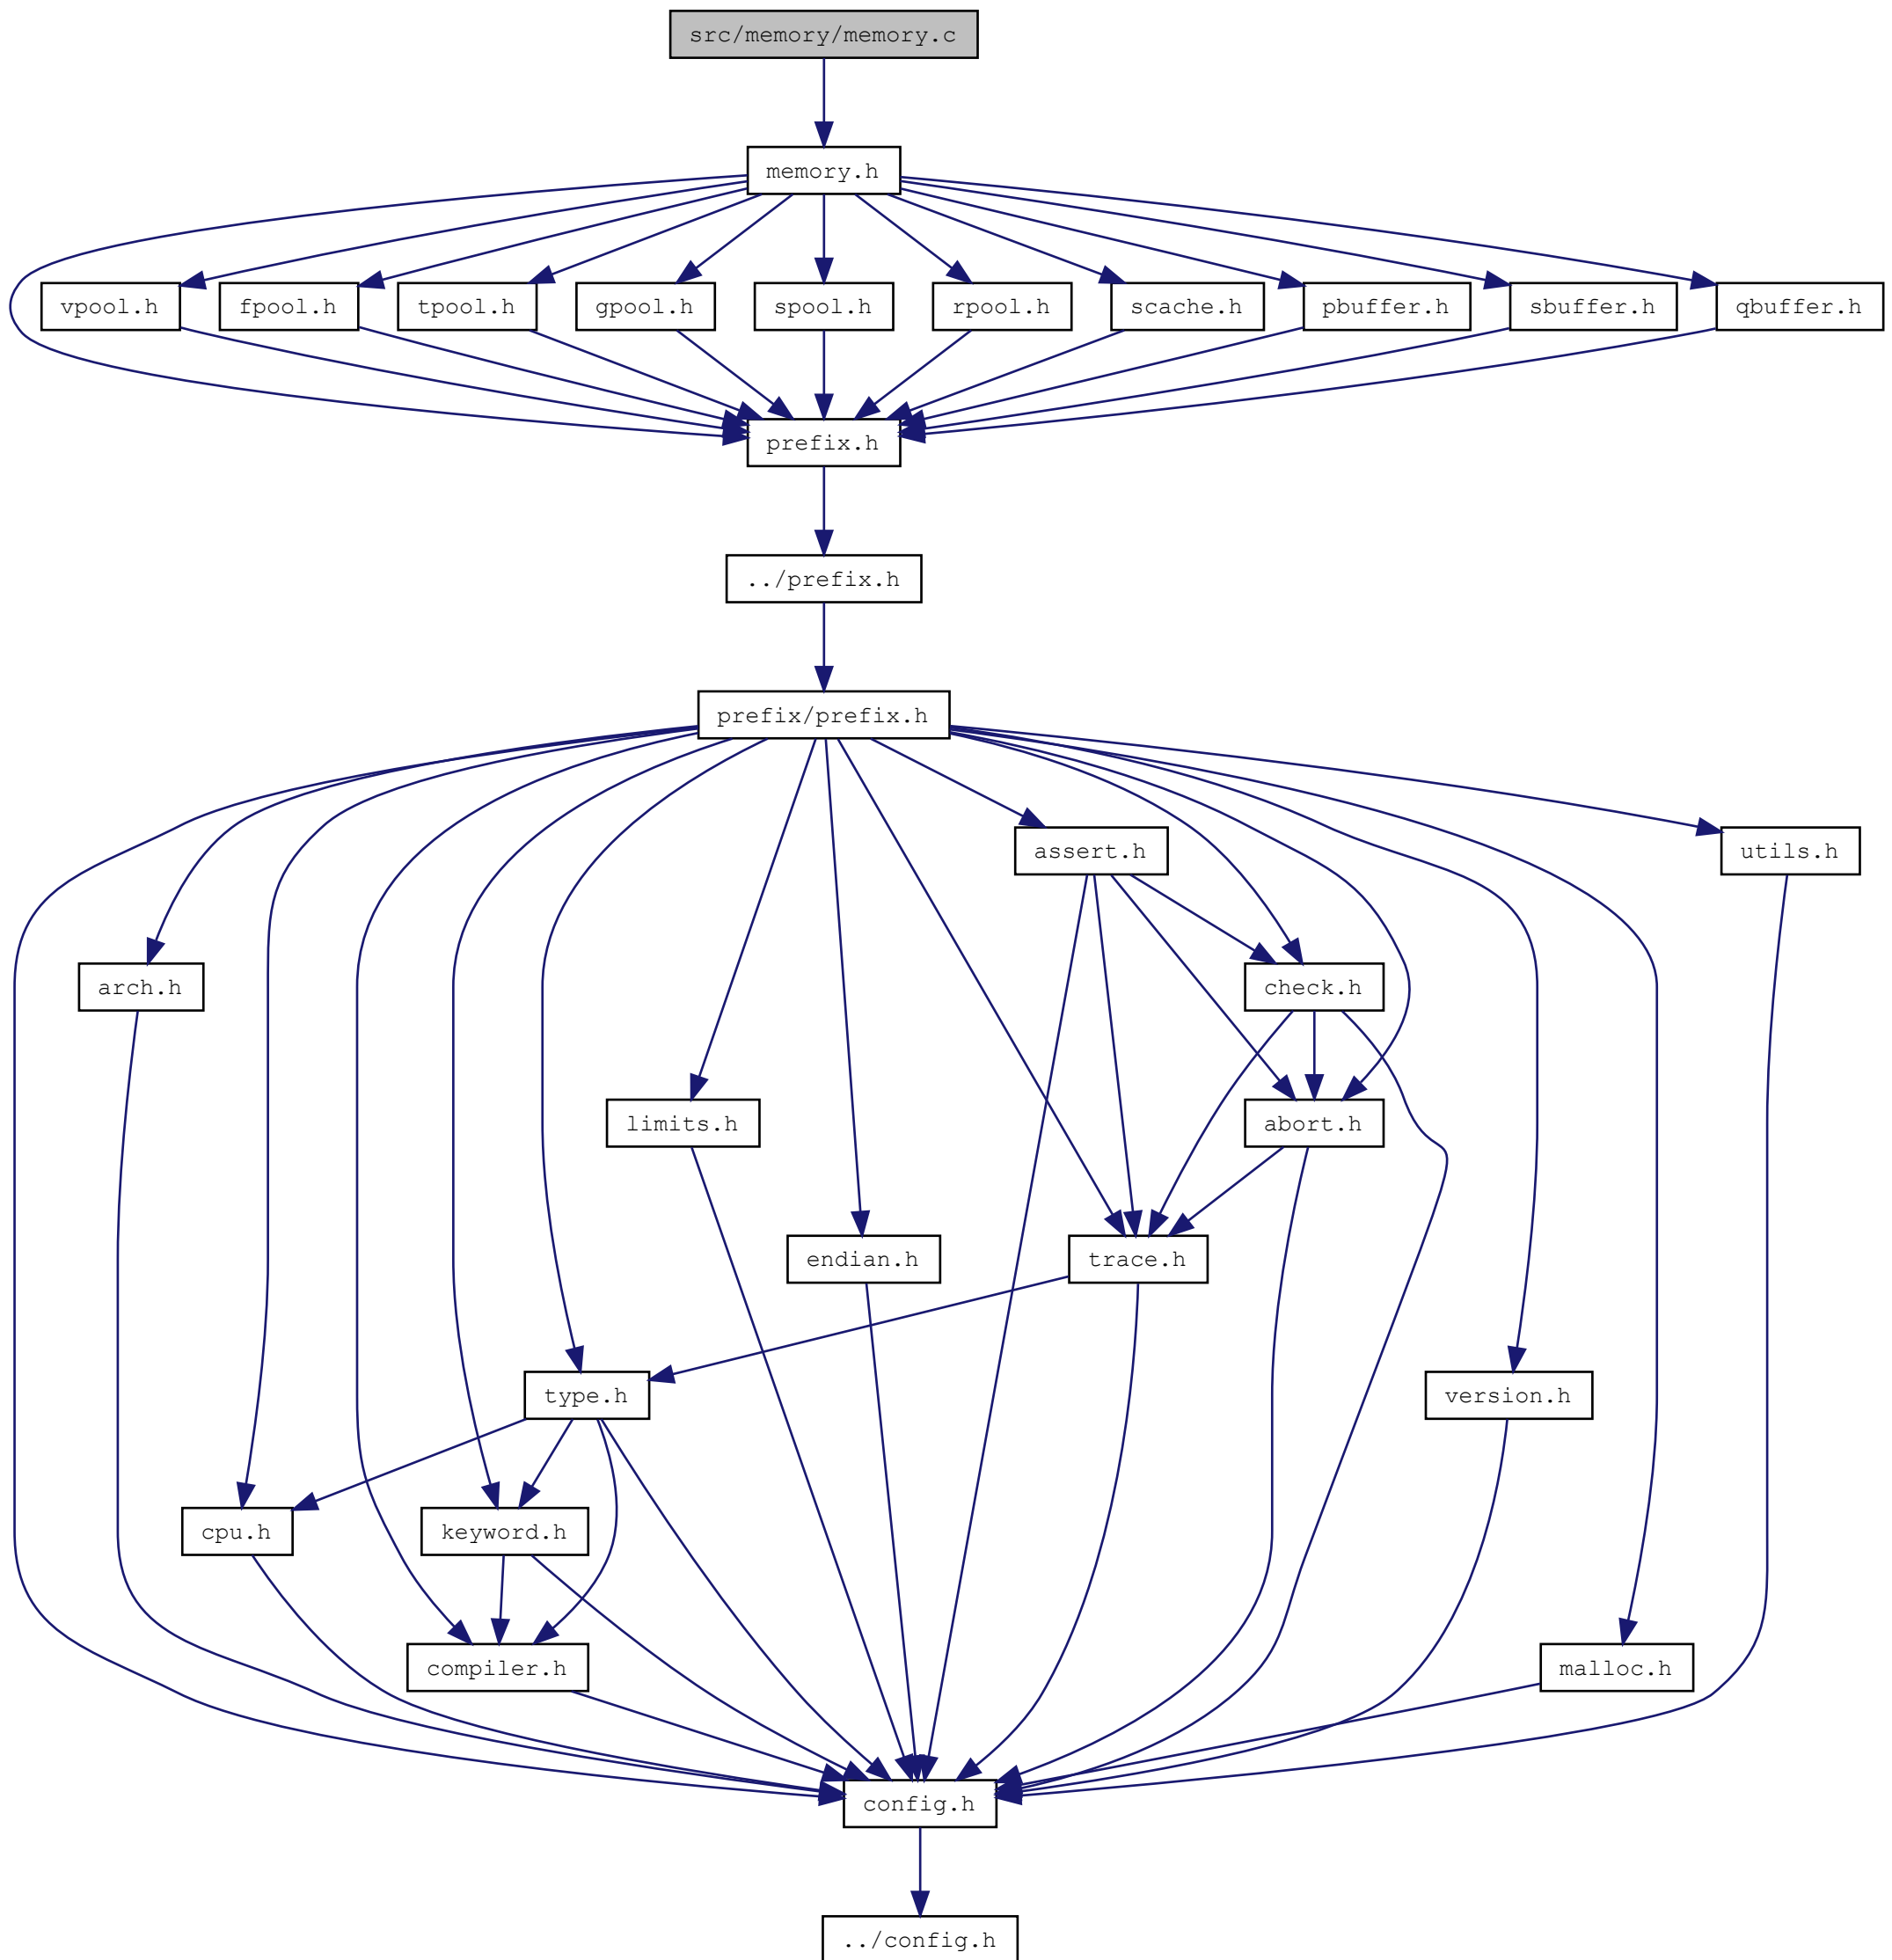 src/memory/memory.c
memory.h
vpool.h
fpool.h
tpool.h
gpool.h
spool.h
rpool.h
scache.h
pbuffer.h
sbuffer.h
qbuffer.h
prefix.h
../prefix.h
prefix/prefix.h
assert.h
utils.h
arch.h
check.h
limits.h
abort.h
endian.h
trace.h
type.h
version.h
cpu.h
keyword.h
compiler.h
malloc.h
config.h
../config.h